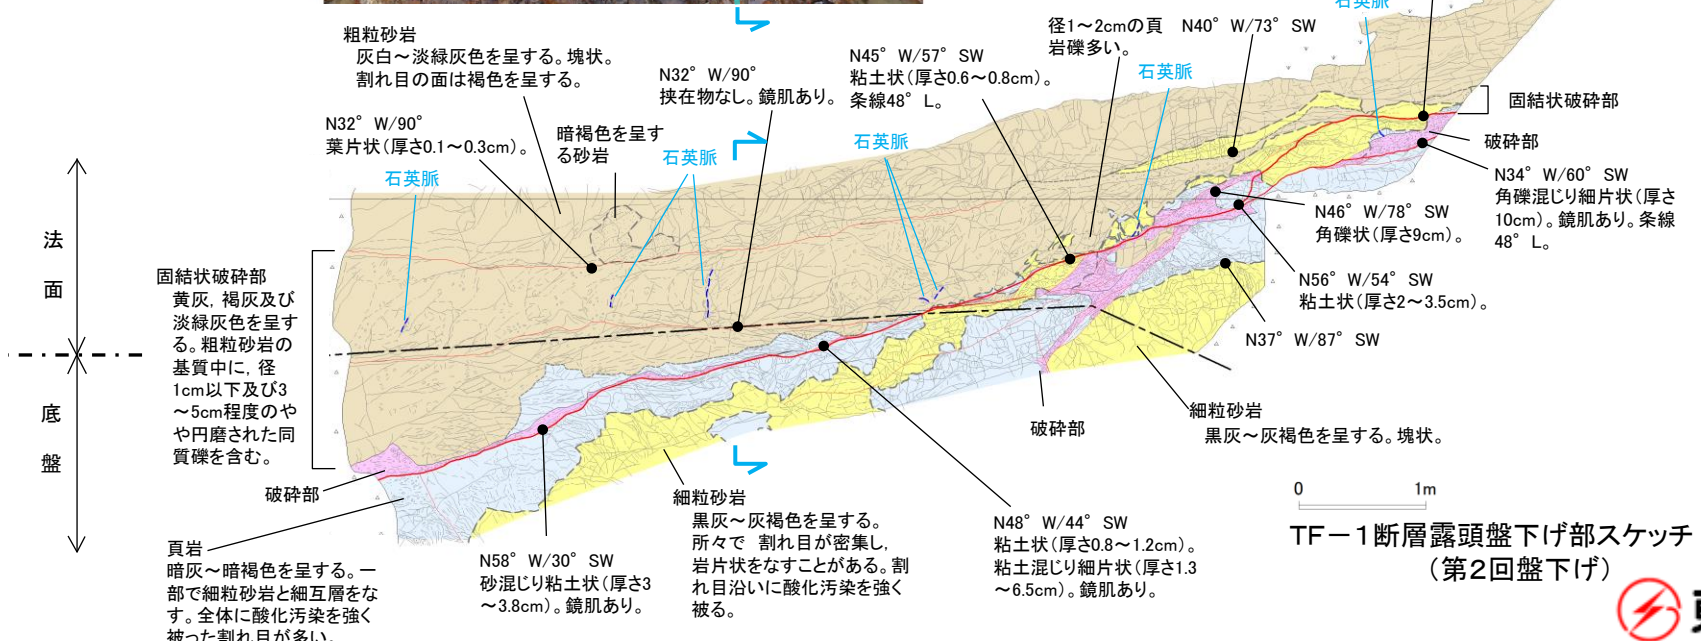 石英脈
粗粒砂岩
灰白～淡緑灰色を呈する。塊状。
割れ目の面は褐色を呈する。
N32° W/90°
挟在物なし。鏡肌あり。
N45° W/57° SW
粘土状(厚さ0.6～0.8cm)。
条線48° L。
径1～2cmの頁
岩礫多い。
N40° W/73° SW
石英脈
固結状破砕部
破砕部
N32° W/90°
葉片状(厚さ0.1～0.3cm)。
暗褐色を呈す
る砂岩
石英脈
石英脈
石英脈
N34° W/60° SW
角礫混じり細片状(厚さ
10cm)。鏡肌あり。条線
48° L。
N46° W/78° SW
角礫状(厚さ9cm)。
法
面
底
盤
固結状破砕部
黄灰, 褐灰及び
淡緑灰色を呈す
る。粗粒砂岩の
基質中に, 径
1cm以下及び3
～5cm程度のや
や円磨された同
質礫を含む。
N56° W/54° SW
粘土状(厚さ2～3.5cm)。
N37° W/87° SW
細粒砂岩
黒灰～灰褐色を呈する。塊状。
破砕部
破砕部
頁岩
暗灰～暗褐色を呈する。一
部で細粒砂岩と細互層をな
す。全体に酸化汚染を強く
被った割れ目が多い。
N58° W/30° SW
砂混じり粘土状(厚さ3
～3.8cm)。鏡肌あり。
細粒砂岩
黒灰～灰褐色を呈する。
所々で 割れ目が密集し,
岩片状をなすことがある。割
れ目沿いに酸化汚染を強く
被る。
N48° W/44° SW
粘土状(厚さ0.8～1.2cm)。
粘土混じり細片状(厚さ1.3
～6.5cm)。鏡肌あり。
0 1m
TF－1断層露頭盤下げ部スケッチ
(第2回盤下げ)